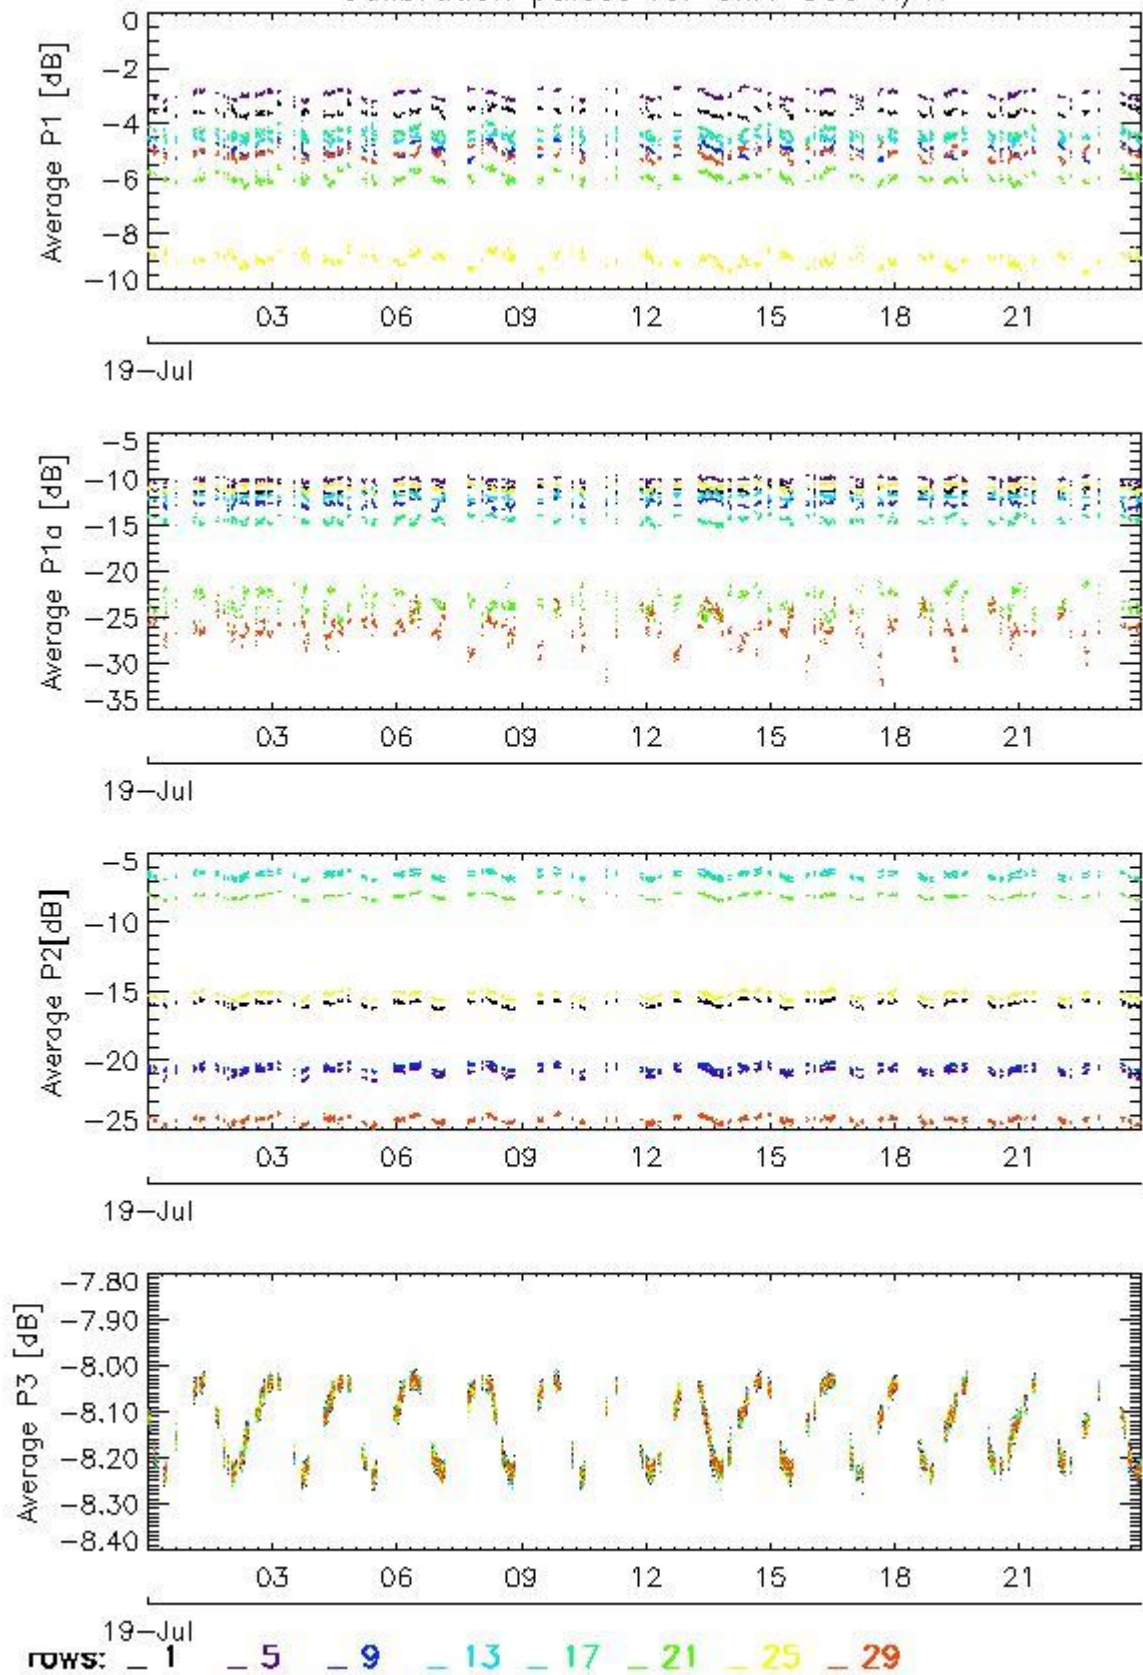 0
−2
−4
−6
−8
−10
Average P1 [dB]
03 06 09 12 15 18 21
19−Jul
−5
−10
−15
−20
−25
−30
−35
Average P1a [dB]
03 06 09 12 15 18 21
19−Jul
−5
−10
−15
−20
−25
Average P2[dB]
03 06 09 12 15 18 21
19−Jul
−7.80
−7.90
−8.00
−8.10
−8.20
−8.30
−8.40
Average P3 [dB]
03 06 09 12 15 18 21
19−Jul
rows: _ 1 _ 5 _ 9 _ 13 _ 17 _ 21 _ 25 _ 29